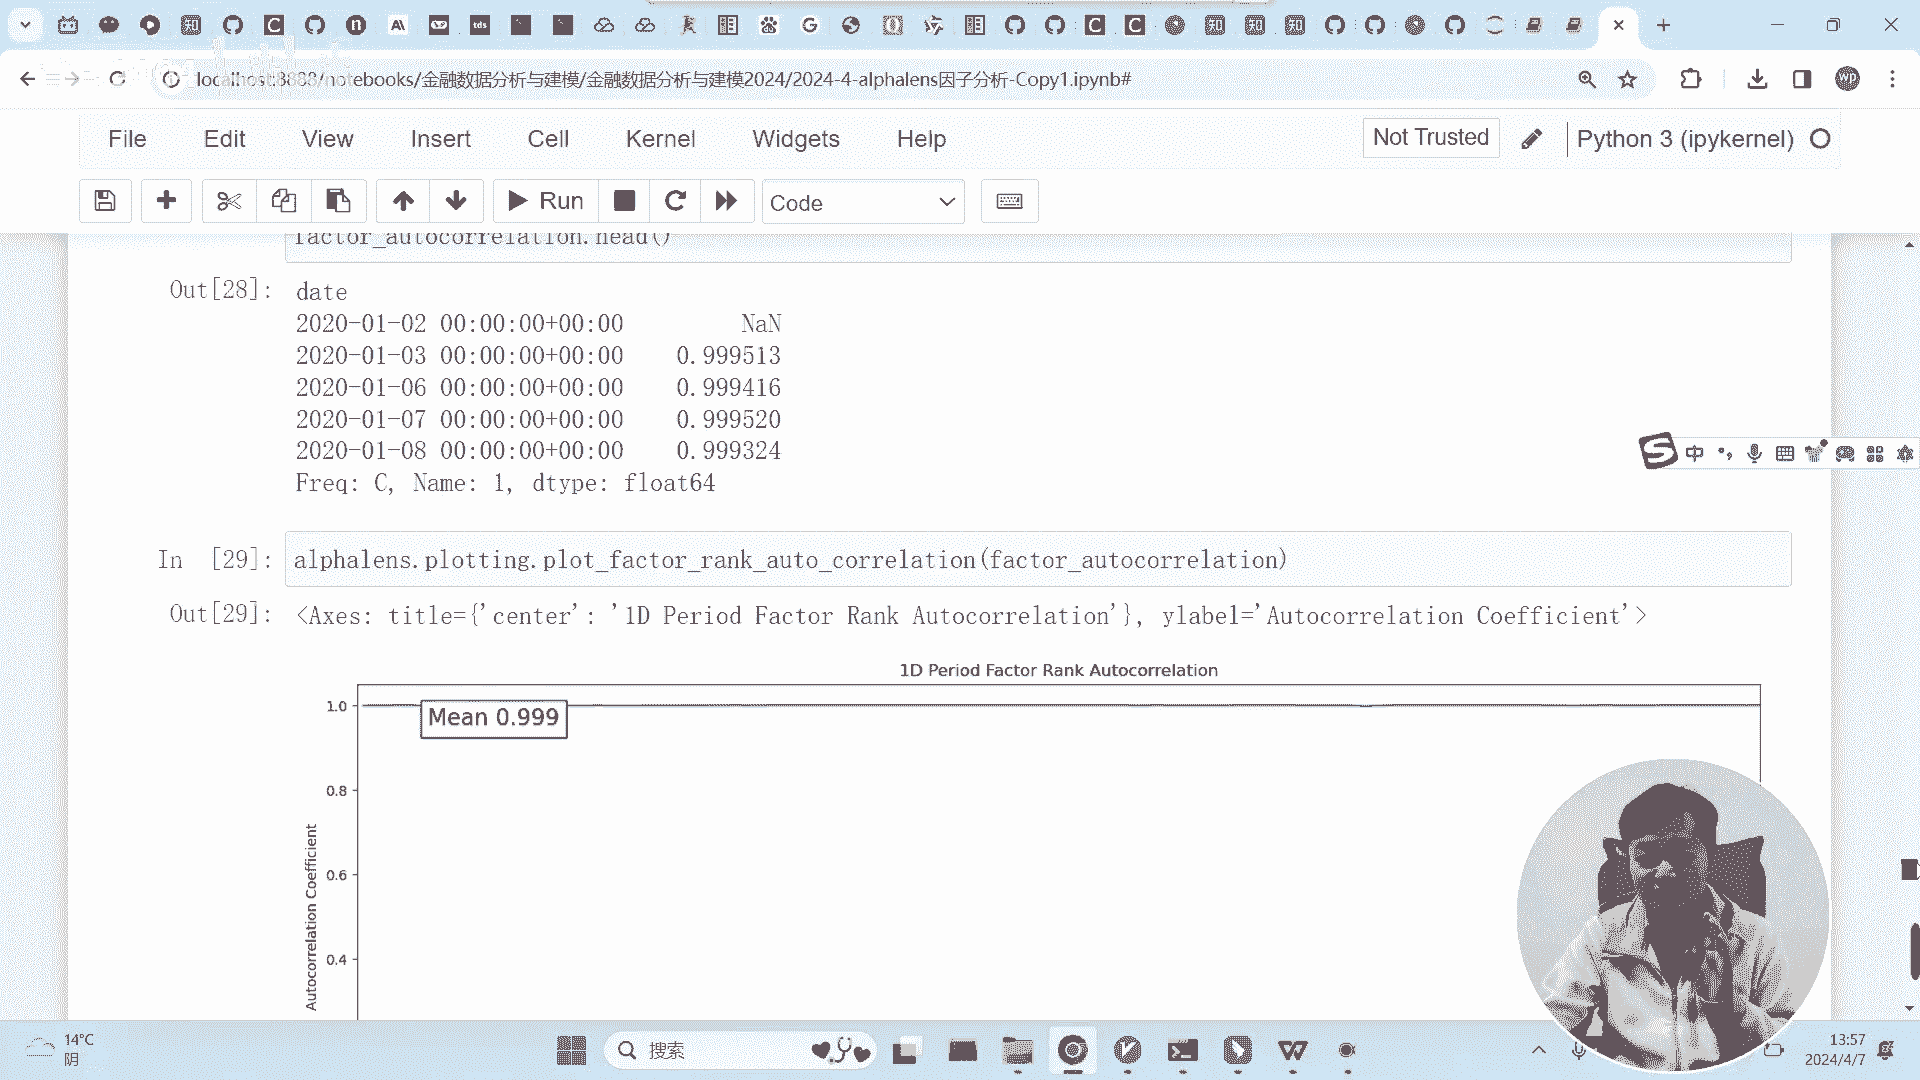 localhost:8888/notebooks/金融数据分析与建模/金融数据分析与建模2024/2024-4-alphalens因子分析-Copy1.ipynb#
File Edit View Insert Cell Kernel Widgets Help
Not Trusted
Python 3 (ipykernel)
Run
Code
factor_autocorrelation.head()
Out[28]:
date
2020-01-02 00:00:00+00:00 NaN
2020-01-03 00:00:00+00:00 0.999513
2020-01-06 00:00:00+00:00 0.999416
2020-01-07 00:00:00+00:00 0.999520
2020-01-08 00:00:00+00:00 0.999324
Freq: C, Name: 1, dtype: float64
中
In [29]:
alphalens.plotting.plot_factor_rank_auto_correlation(factor_autocorrelation)
Out[29]:
<Axes: title={'center': '1D Period Factor Rank Autocorrelation'}, ylabel='Autocorrelation Coefficient'>
1D Period Factor Rank Autocorrelation
1.0
Mean 0.999
0.8
0.6
0.4
Autocorrelation Coefficient
14°C
阴
搜索
13:57
2024/4/7